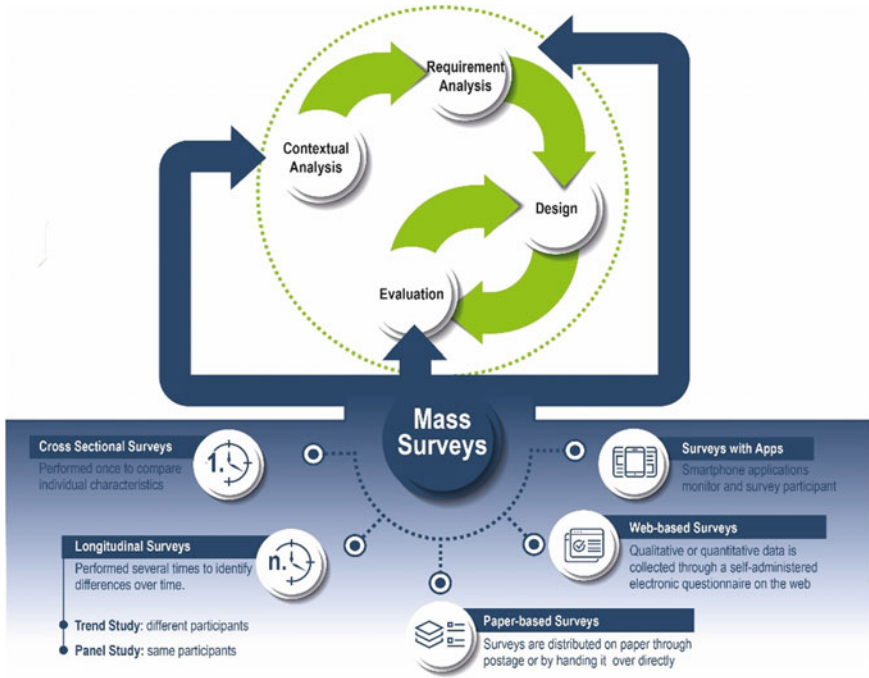 Requirement
Analysis
Contextual
Analysis
Design
Evaluation
Mass
Surveys
Cross Sectional Surveys
1.
Performed once to compare
individual characteristics
Longitudinal Surveys
n.
Performed several times to identify
differences over time.
Trend Study: different participants
Panel Study: same participants
Surveys with Apps
Smartphone applications
monitor and survey participant
Web-based Surveys
Qualitative or quantitative data is
collected through a self-administered
electronic questionnaire on the web
Paper-based Surveys
Surveys are distributed on paper through
postage or by handing it over directly